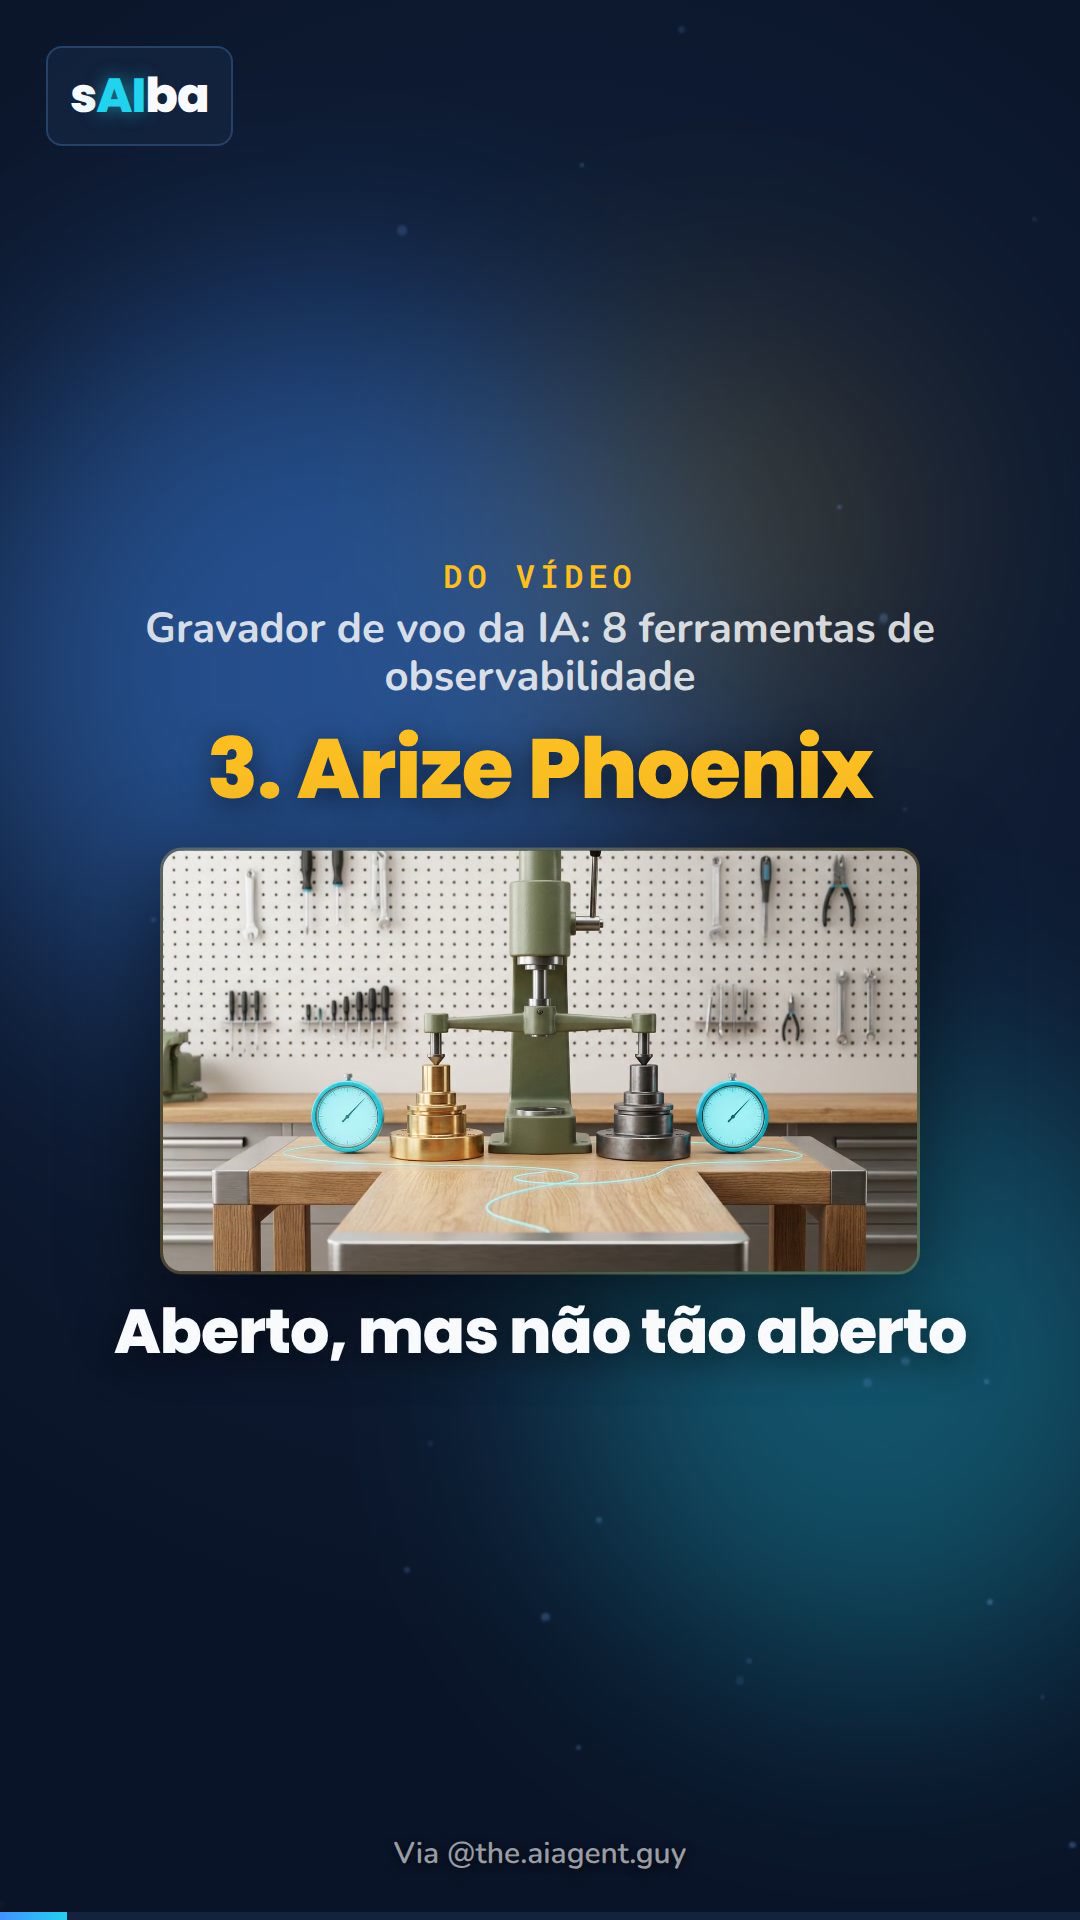 sAIba
DO VÍDEO
Gravador de voo da IA: 8 ferramentas de
observabilidade
3. Arize Phoenix
Aberto, mas não tão aberto
Via @the.aiagent.guy